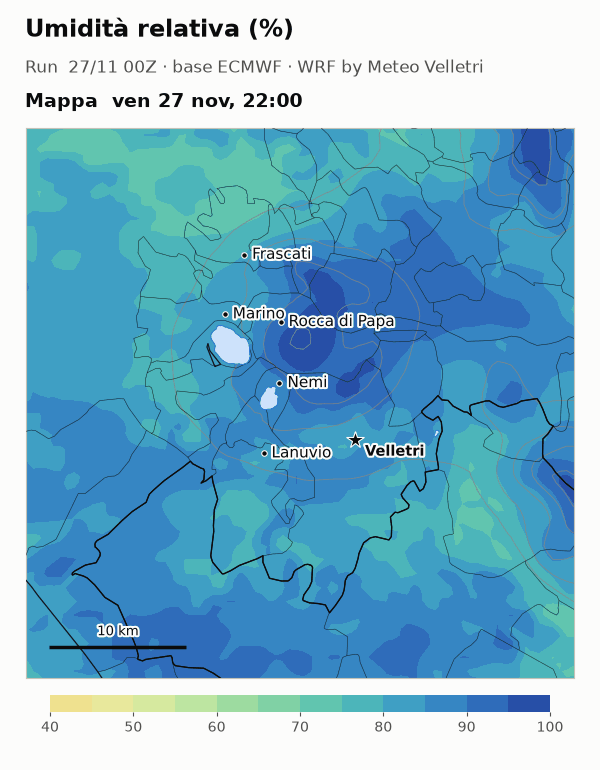 Umidità relativa (%)
Run  27/11 00Z · base ECMWF · WRF by Meteo Velletri
Mappa  ven 27 nov, 22:00
Frascati
Marino
Rocca di Papa
Nemi
Velletri
Lanuvio
10 km
40 50 60 70 80 90 100